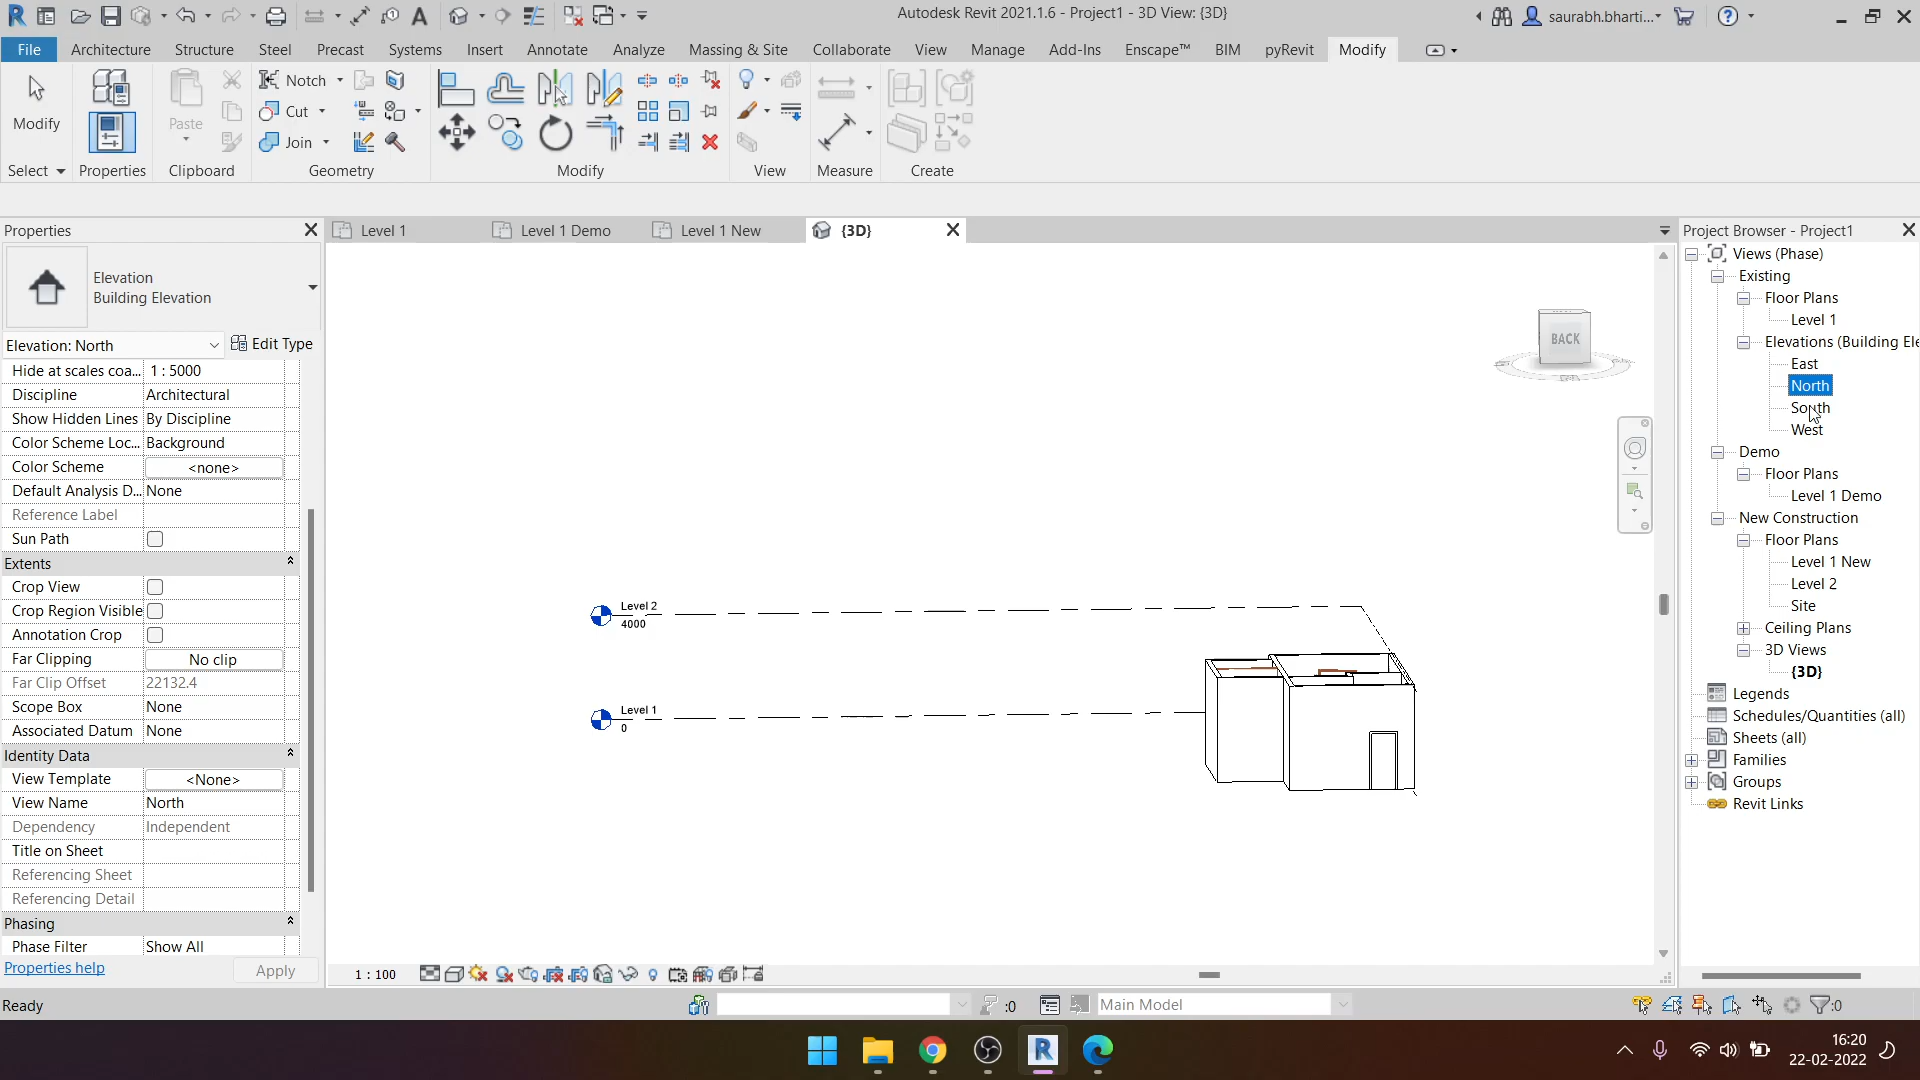 Autodesk Revit 2021.1.6 - Project1 - 3D View: {3D}
saurabh.bharti...
File Architecture Structure Steel Precast Systems Insert Annotate Analyze Massing & Site Collaborate View Manage Add-Ins Enscape™ BIM pyRevit Modify
Modify
Paste
Notch
Cut
Join
Select Properties Clipboard Geometry Modify View Measure Create
Properties
Level 1 Level 1 Demo Level 1 New {3D}
Project Browser - Project1
Elevation
Building Elevation
Elevation: North Edit Type
Hide at scales coa... 1 : 5000
Discipline Architectural
Show Hidden Lines By Discipline
Color Scheme Loc... Background
Color Scheme <none>
Default Analysis D... None
Reference Label
Sun Path
Extents
Crop View
Crop Region Visible
Annotation Crop
Far Clipping No clip
Far Clip Offset 22132.4
Scope Box None
Associated Datum None
Identity Data
View Template <None>
View Name North
Dependency Independent
Title on Sheet
Referencing Sheet
Referencing Detail
Phasing
Phase Filter Show All
Properties help Apply
BACK
Level 2
4000
Level 1
0
1 : 100
Views (Phase)
Existing
Floor Plans
Level 1
Elevations (Building Ele
East
North
South
West
Demo
Floor Plans
Level 1 Demo
New Construction
Floor Plans
Level 1 New
Level 2
Site
Ceiling Plans
3D Views
{3D}
Legends
Schedules/Quantities (all)
Sheets (all)
Families
Groups
Revit Links
Ready
:0
Main Model
:0
16:20
22-02-2022